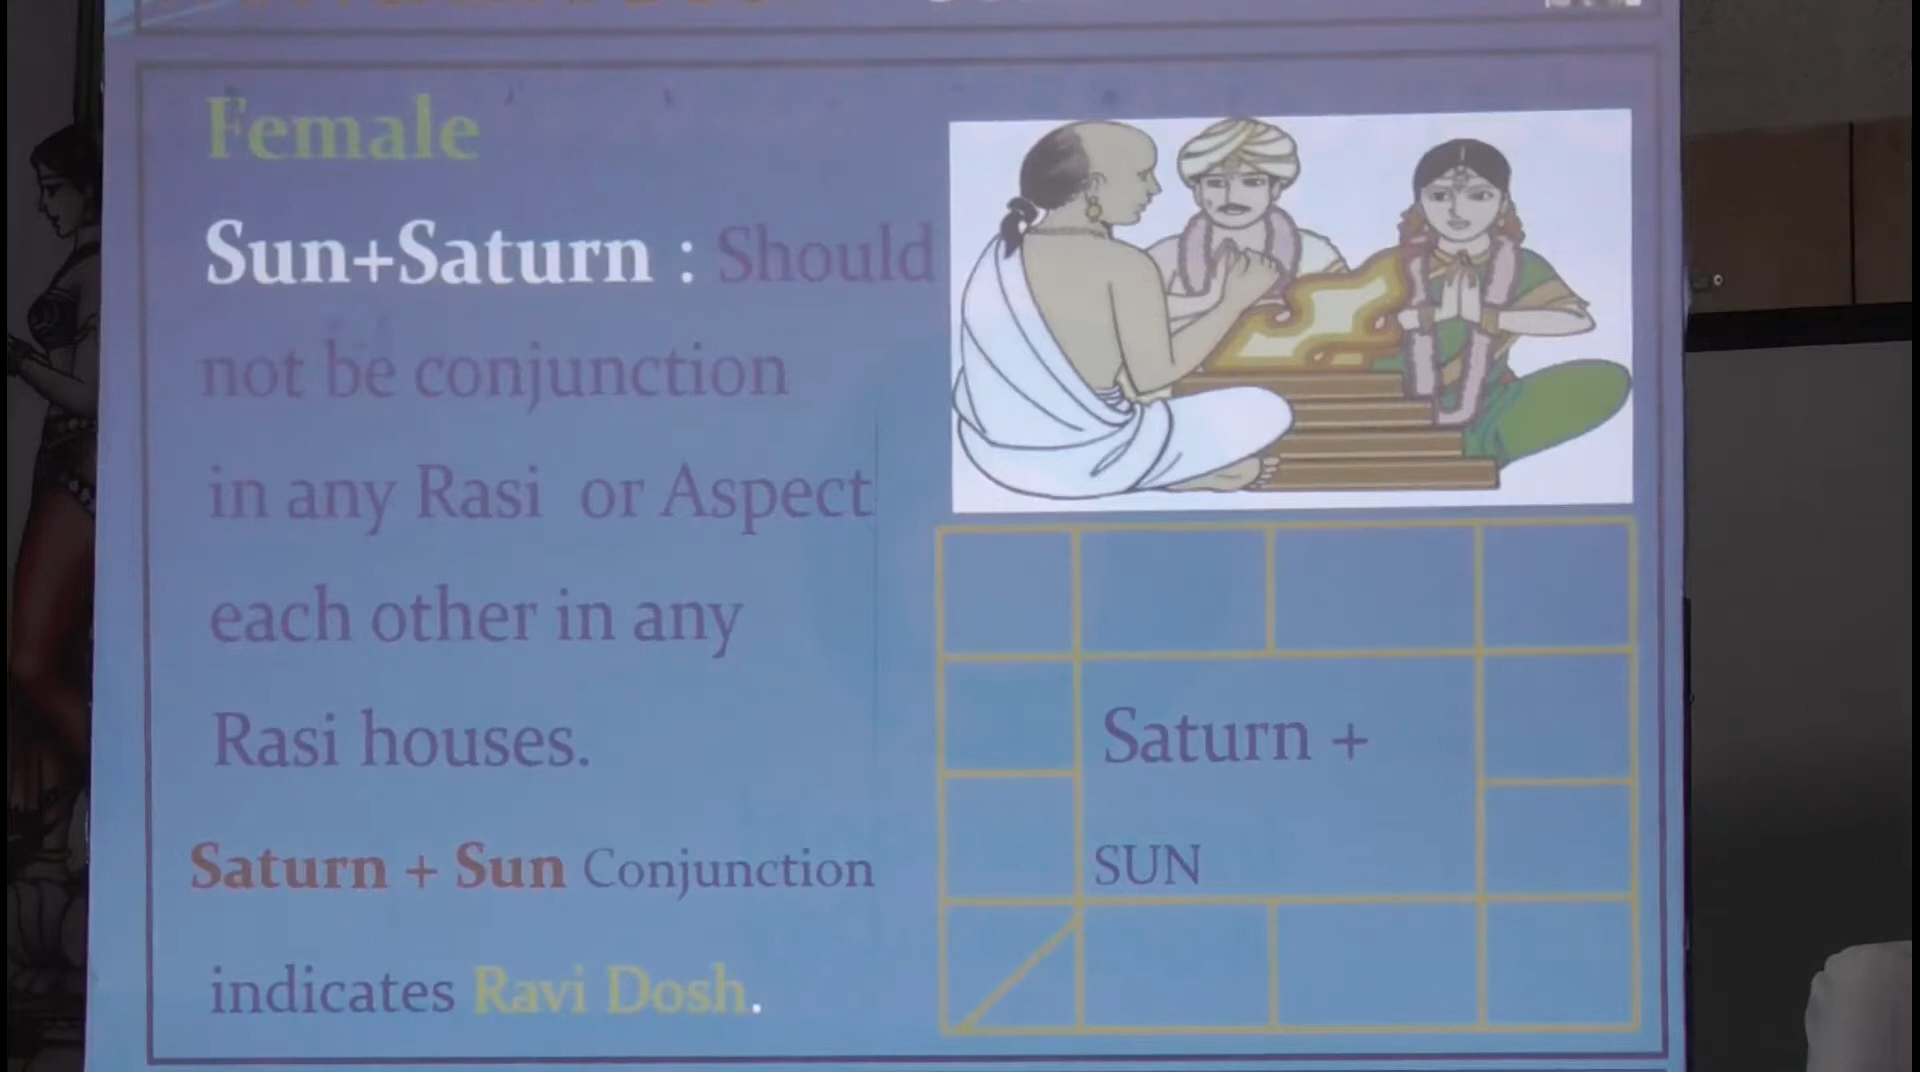 Female
Sun+Saturn : Should
not be conjunction
in any Rasi or Aspect
each other in any
Rasi houses.
Saturn + Sun Conjunction
indicates Ravi Dosh.
Saturn +
SUN